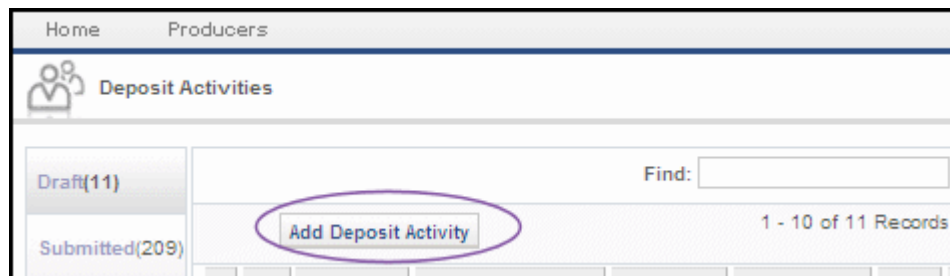 Home Producers
Deposit Activities
Draft(11)
Find:
Add Deposit Activity
1 - 10 of 11 Records
Submitted(209)